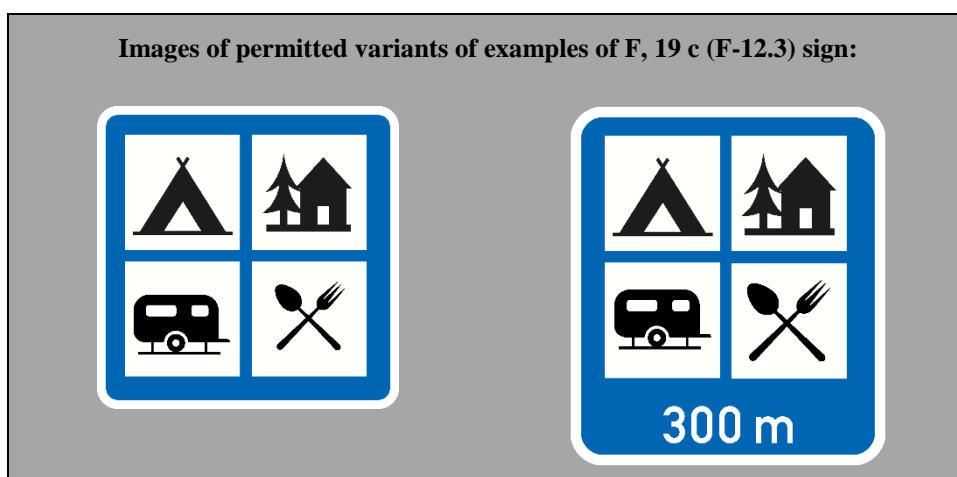 Images of permitted variants of examples of F, 19 c (F-12.3) sign:
300 m